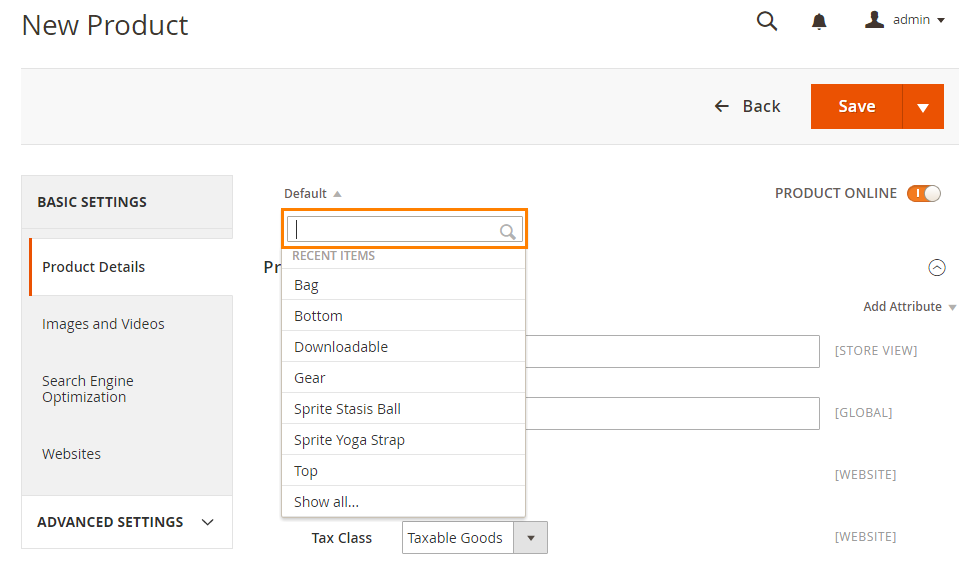 New Product
admin
Back
Save
BASIC SETTINGS
Product Details
Images and Videos
Search Engine
Optimization
Websites
ADVANCED SETTINGS
Default
PRODUCT ONLINE
RECENT ITEMS
Bag
Bottom
Downloadable
Gear
Sprite Stasis Ball
Sprite Yoga Strap
Top
Show all...
Pr
Add Attribute
[STORE VIEW]
[GLOBAL]
[WEBSITE]
Tax Class
Taxable Goods
[WEBSITE]